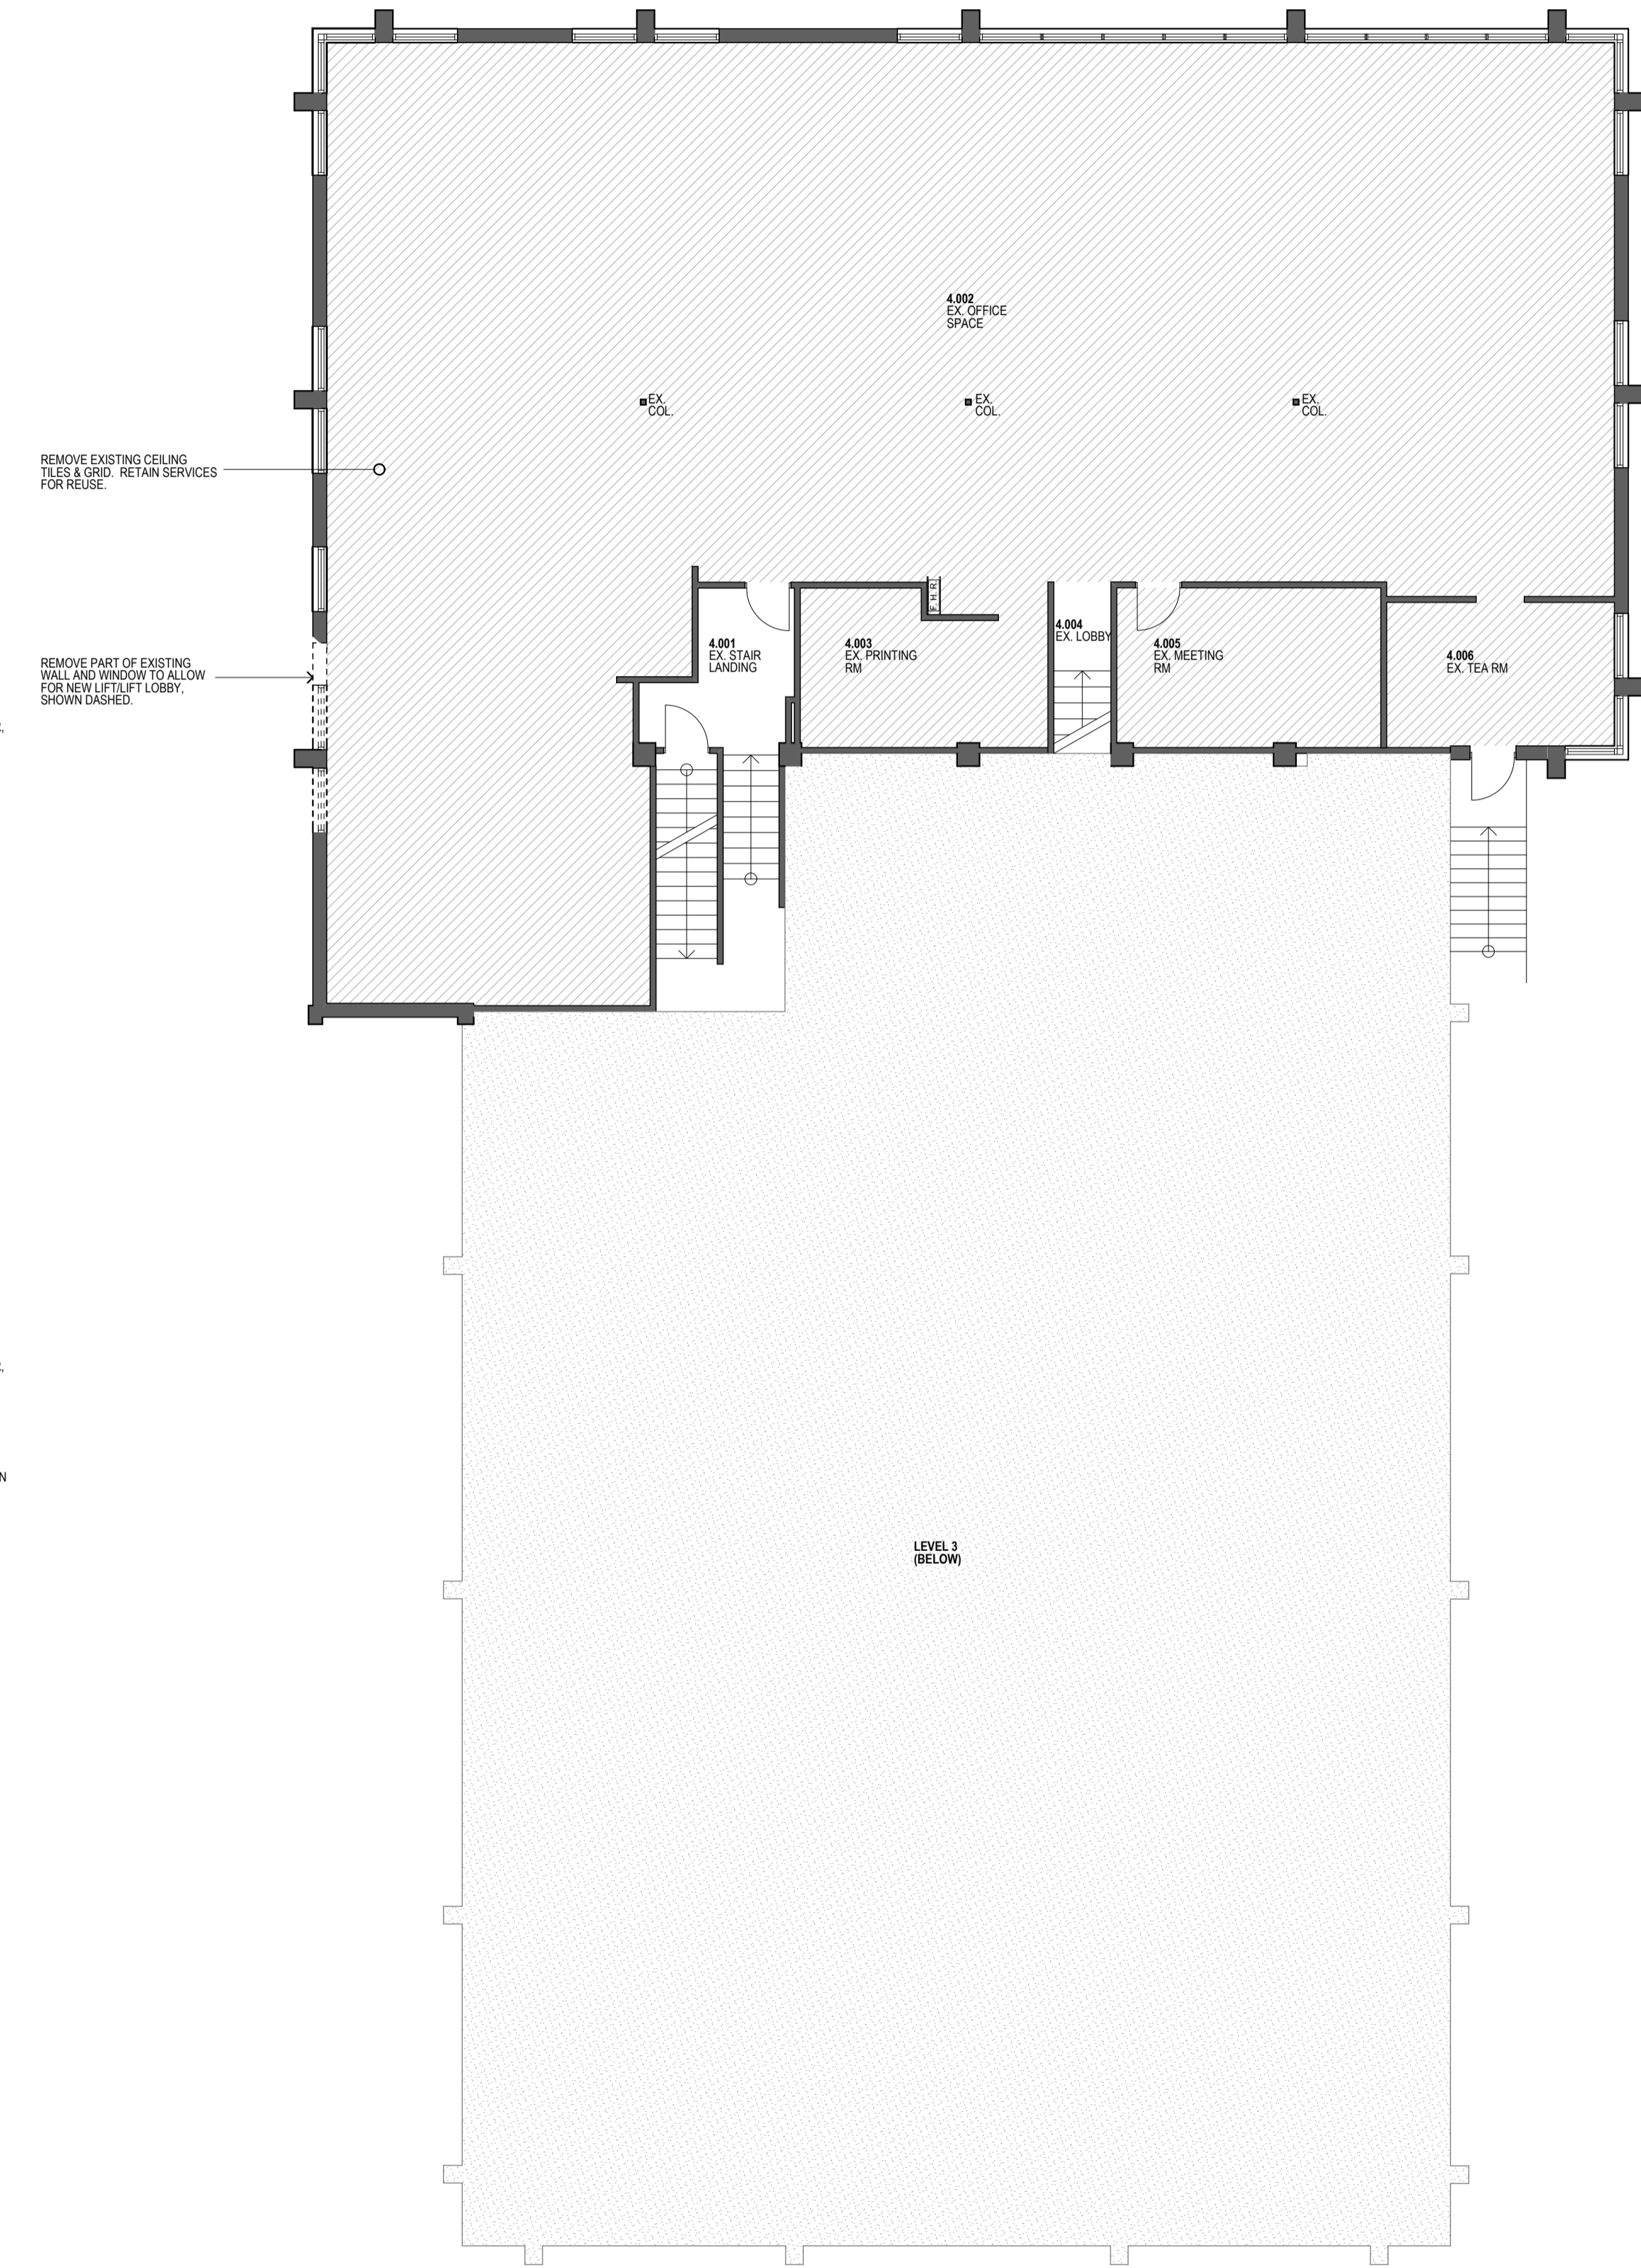 4.002
EX. OFFICE
SPACE
EX.
COL.
EX.
COL.
EX.
COL.
REMOVE EXISTING CEILING
TILES & GRID. RETAIN SERVICES
FOR REUSE.
F. H. R.
4.001
EX. STAIR
LANDING
4.003
EX. PRINTING
RM
4.004
EX. LOBBY
4.005
EX. MEETING
RM
4.006
EX. TEA RM
REMOVE PART OF EXISTING
WALL AND WINDOW TO ALLOW
FOR NEW LIFT/LIFT LOBBY,
SHOWN DASHED.
LEVEL 3
(BELOW)